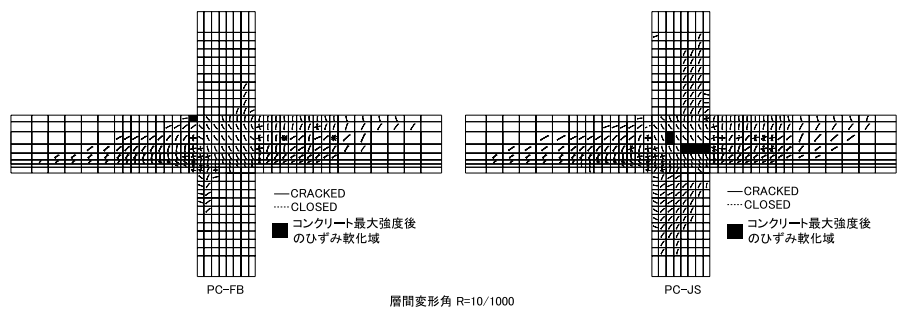 CRACKED
CLOSED
コンクリート最大強度後
のひずみ軟化域
PC-FB
CRACKED
CLOSED
コンクリート最大強度後
のひずみ軟化域
PC-JS
層間変形角 R=10/1000